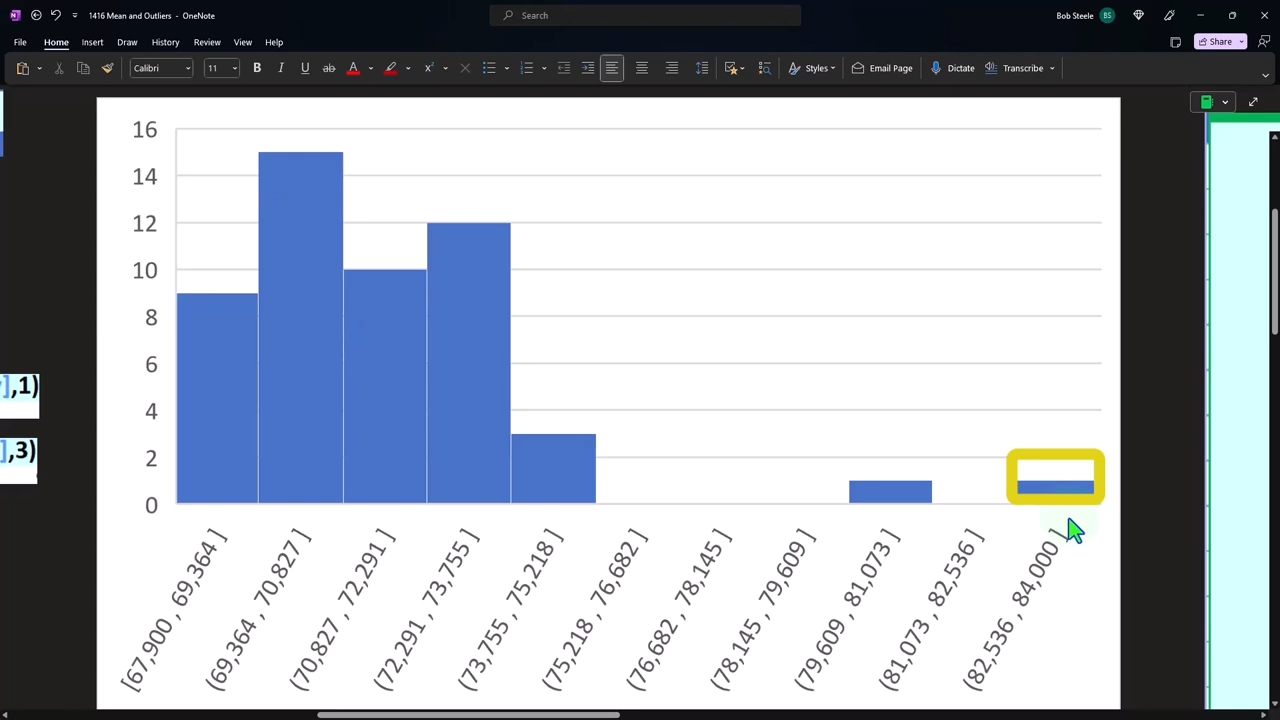 1416 Mean and Outliers - OneNote
Search
Bob Steele
BS
File Home Insert Draw History Review View Help
Share
Calibri 11 B I U ab A Styles Email Page Dictate Transcribe
16
14
12
10
8
6
4
2
0
],1)
],3)
[67,900 , 69,364 ]
(69,364 , 70,827 ]
(70,827 , 72,291 ]
(72,291 , 73,755 ]
(73,755 , 75,218 ]
(75,218 , 76,682 ]
(76,682 , 78,145 ]
(78,145 , 79,609 ]
(79,609 , 81,073 ]
(81,073 , 82,536 ]
(82,536 , 84,000 ]